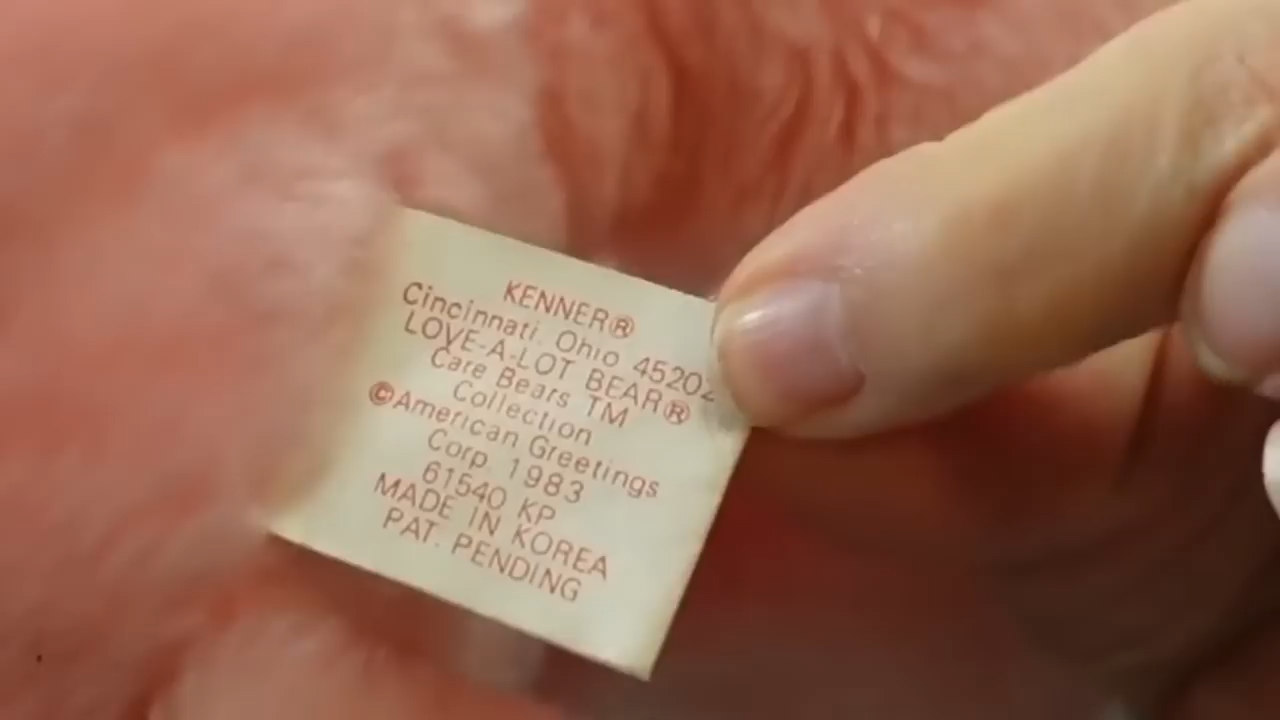 KENNER®
Cincinnati, Ohio 45202
LOVE-A-LOT BEAR®
Care Bears TM
Collection
©American Greetings
Corp. 1983
61540 KP
MADE IN KOREA
PAT. PENDING